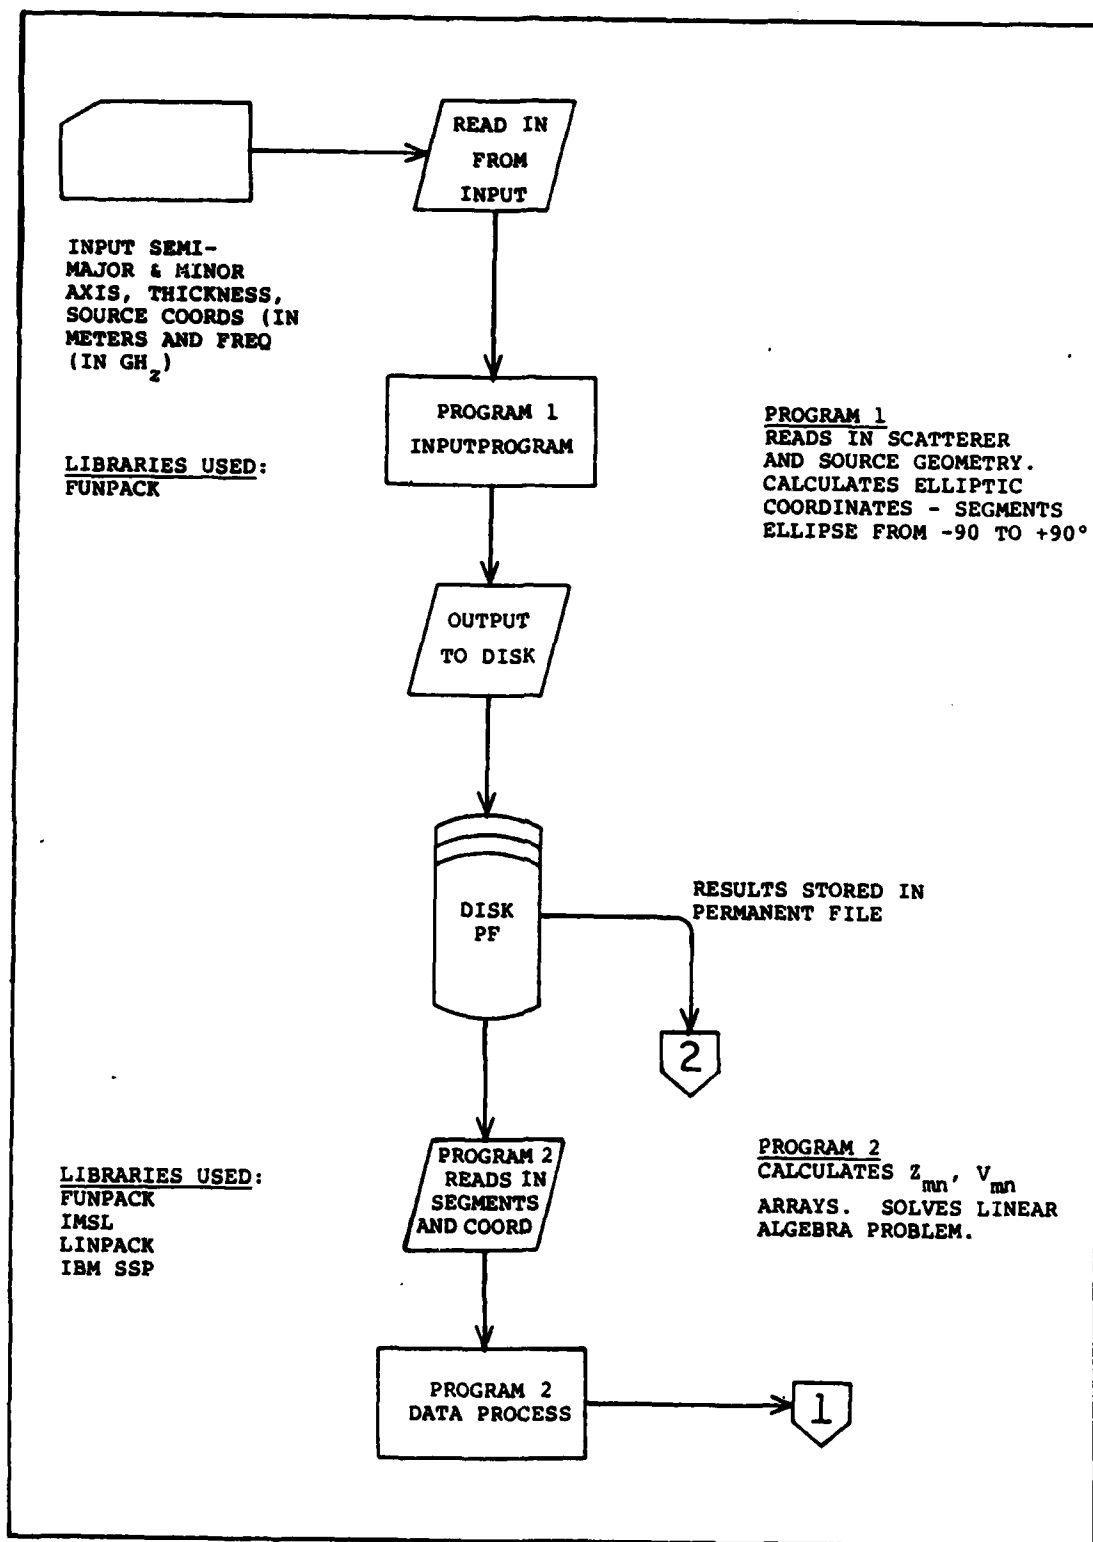 READ IN
FROM
INPUT
INPUT SEMI-
MAJOR & MINOR
AXIS, THICKNESS,
SOURCE COORDS (IN
METERS AND FREQ
(IN GHz)
PROGRAM 1
INPUTPROGRAM
LIBRARIES USED:
FUNPACK
PROGRAM 1
READS IN SCATTERER
AND SOURCE GEOMETRY.
CALCULATES ELLIPTIC
COORDINATES - SEGMENTS
ELLIPSE FROM -90 TO +90°
OUTPUT
TO DISK
DISK
PF
RESULTS STORED IN
PERMANENT FILE
2
PROGRAM 2
READS IN
SEGMENTS
AND COORD
LIBRARIES USED:
FUNPACK
IMSL
LINPACK
IBM SSP
PROGRAM 2
CALCULATES Zmn, Vmn
ARRAYS. SOLVES LINEAR
ALGEBRA PROBLEM.
PROGRAM 2
DATA PROCESS
1